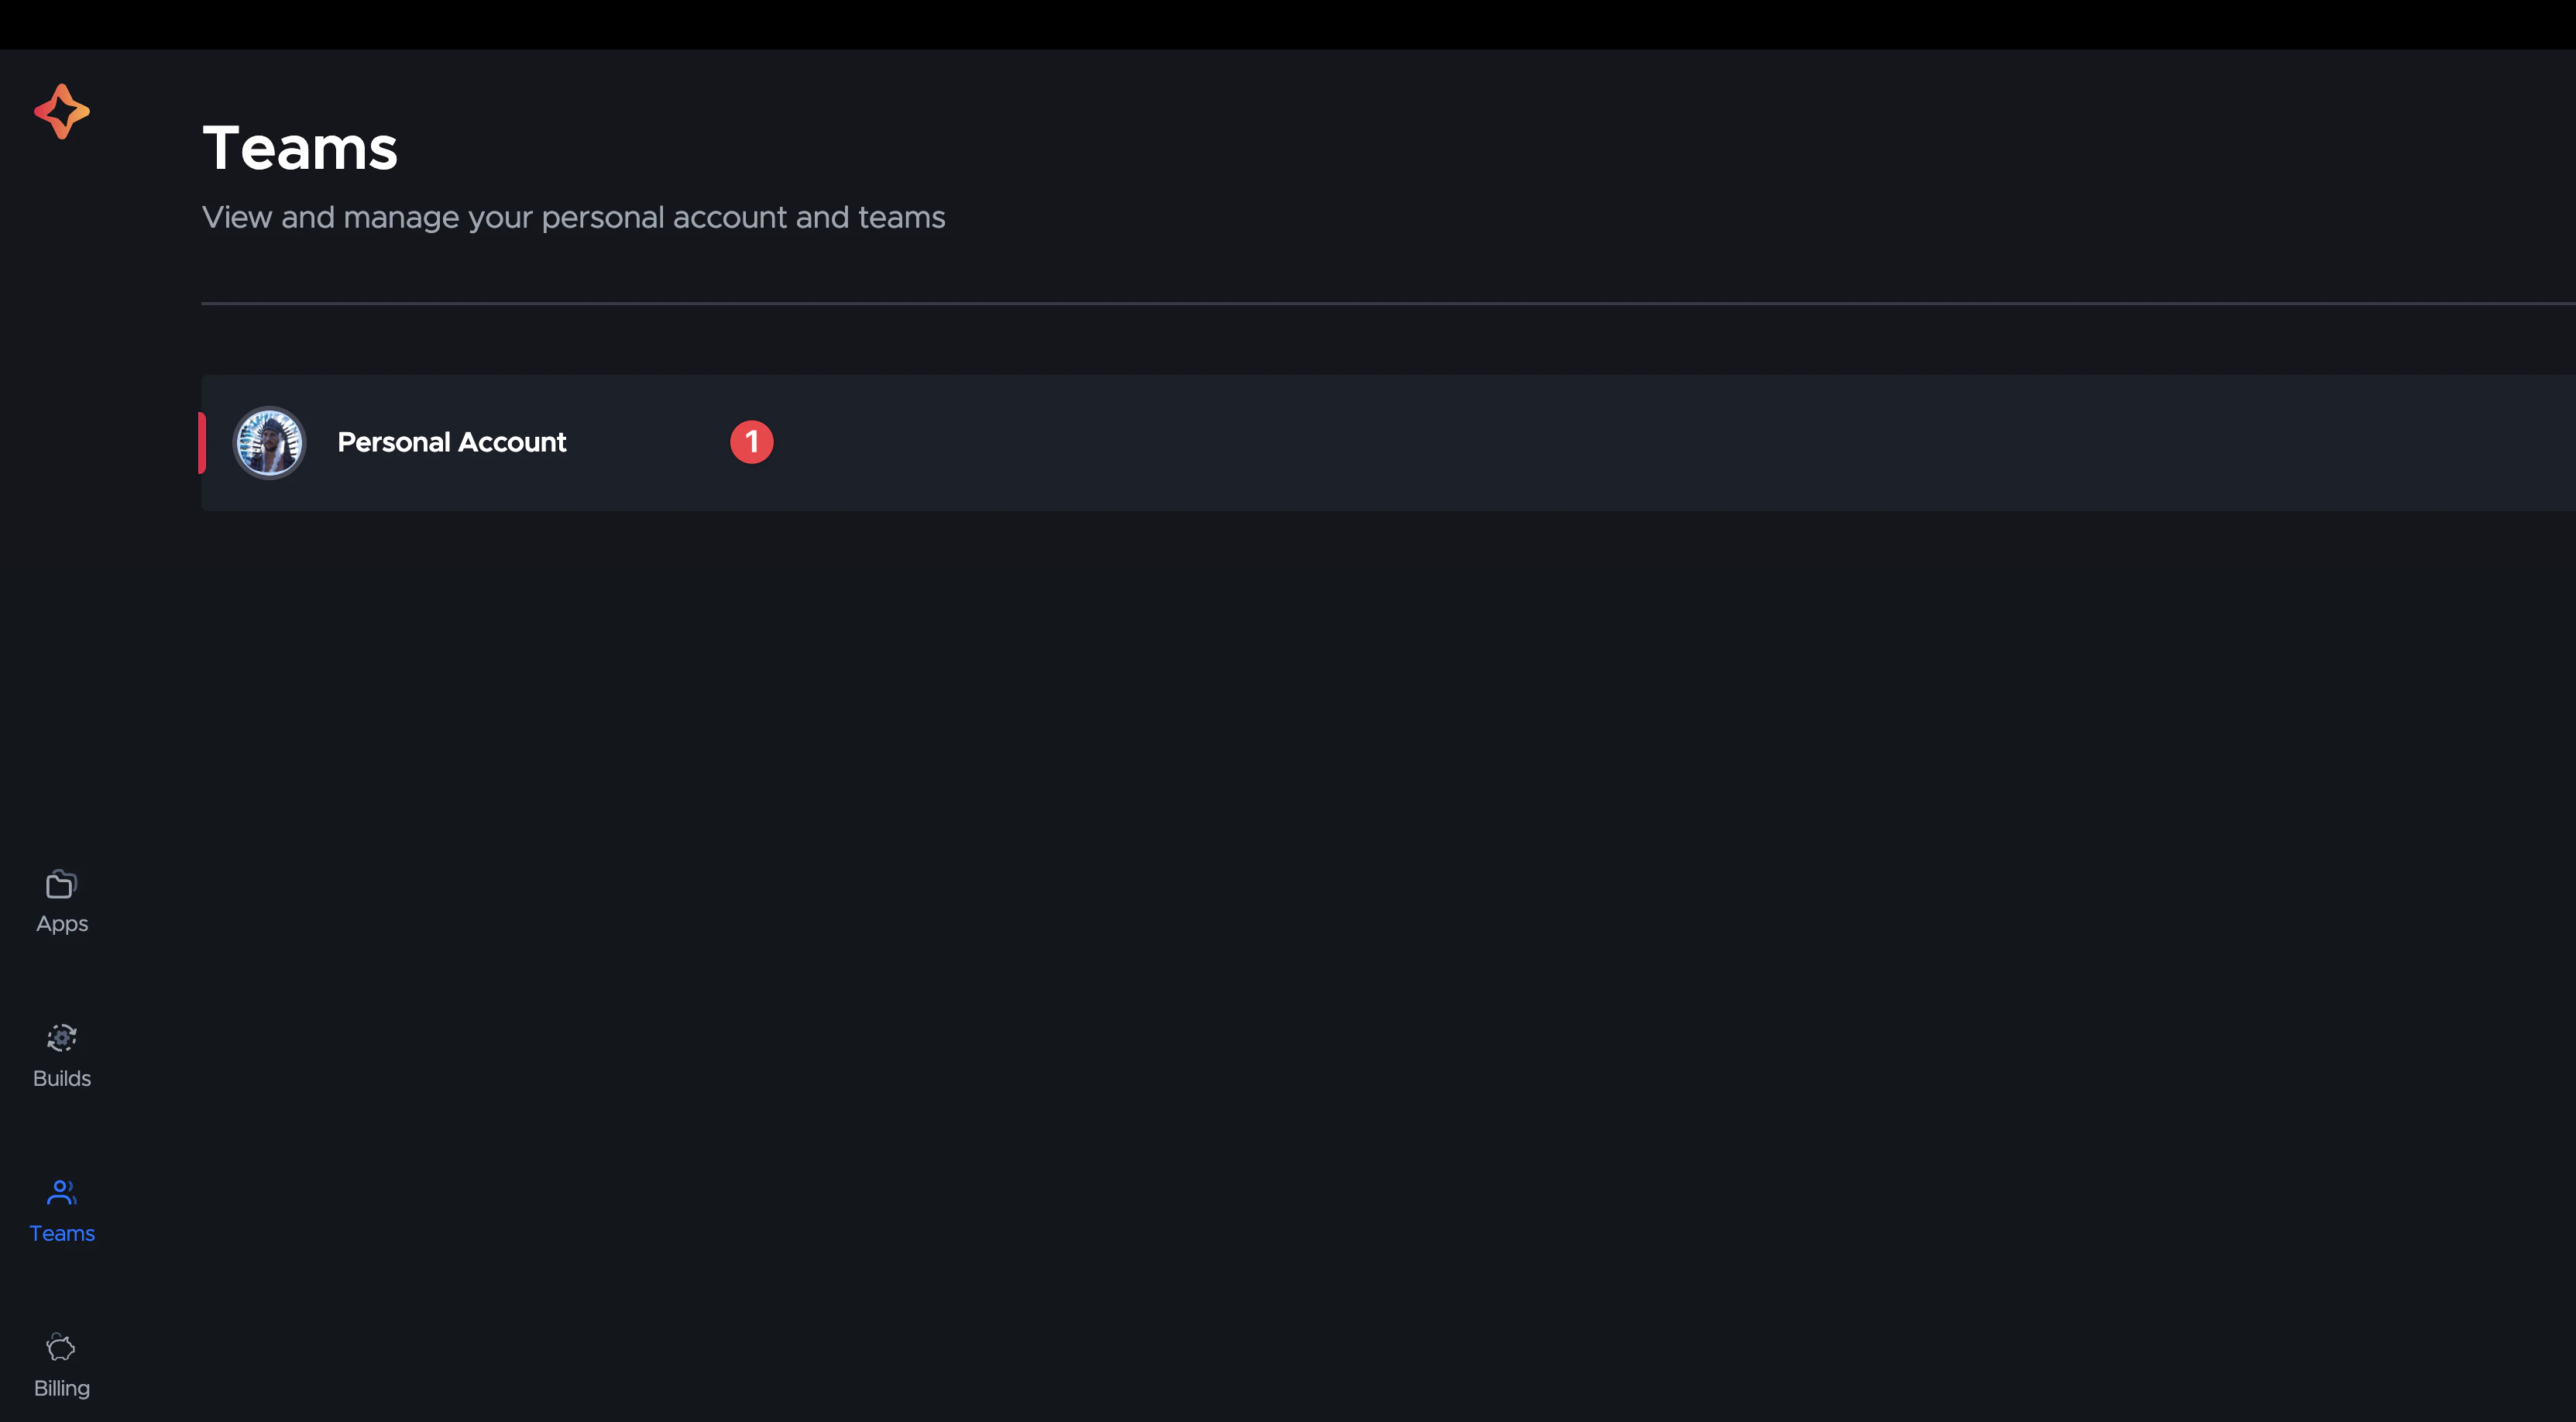 Teams
View and manage your personal account and teams
Personal Account
1
Apps
Builds
Teams
Billing